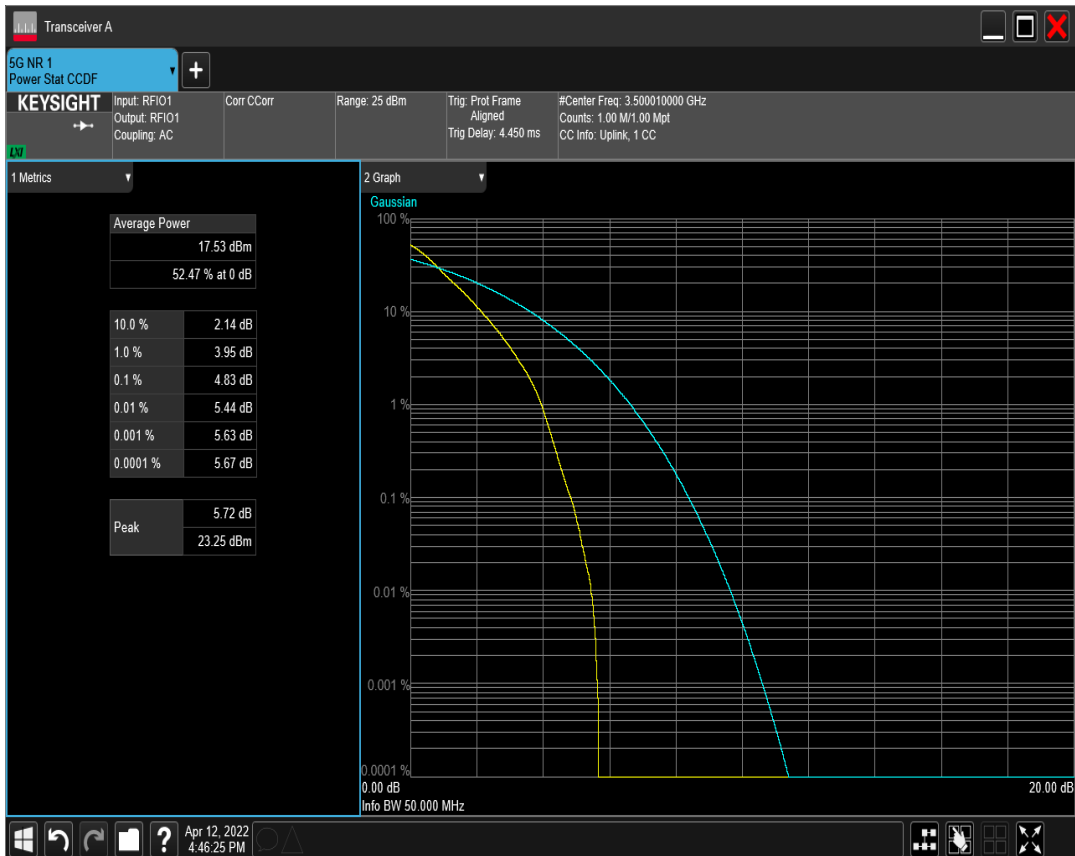 Transceiver A
5G NR 1
Power Stat CCDF
+
KEYSIGHT
LXI
Input: RFIO1
Output: RFIO1
Coupling: AC
Corr CCorr
Range: 25 dBm
Trig: Prot Frame
Aligned
Trig Delay: 4.450 ms
#Center Freq: 3.500010000 GHz
Counts: 1.00 M/1.00 Mpt
CC Info: Uplink, 1 CC
1 Metrics
Average Power
17.53 dBm
52.47 % at 0 dB
10.0 % 2.14 dB
1.0 % 3.95 dB
0.1 % 4.83 dB
0.01 % 5.44 dB
0.001 % 5.63 dB
0.0001 % 5.67 dB
Peak
5.72 dB
23.25 dBm
2 Graph
Gaussian
100 %
10 %
1 %
0.1 %
0.01 %
0.001 %
0.0001 %
0.00 dB 20.00 dB
Info BW 50.000 MHz
?
Apr 12, 2022
4:46:25 PM